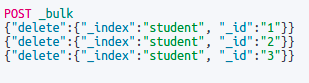 POST _bulk
{"delete":{"_index":"student", "_id":"1"}}
{"delete":{"_index":"student", "_id":"2"}}
{"delete":{"_index":"student", "_id":"3"}}